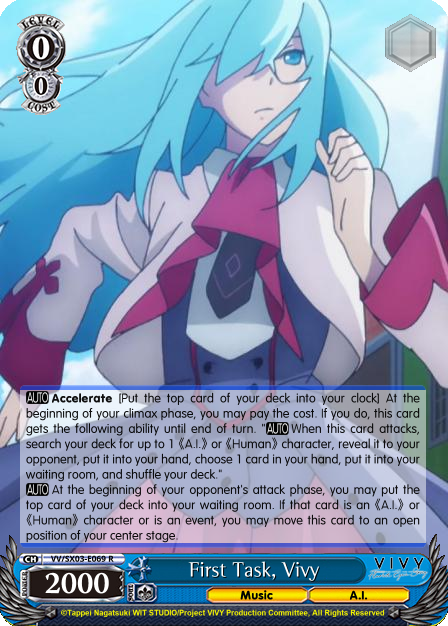 LEVEL
0
0
COST
AUTO Accelerate [Put the top card of your deck into your clock] At the
beginning of your climax phase, you may pay the cost. If you do, this card
gets the following ability until end of turn. "AUTO When this card attacks,
search your deck for up to 1 《A.I.》 or 《Human》 character, reveal it to your
opponent, put it into your hand, choose 1 card in your hand, put it into your
waiting room, and shuffle your deck."
AUTO At the beginning of your opponent's attack phase, you may put the
top card of your deck into your waiting room. If that card is an 《A.I.》 or
《Human》 character or is an event, you may move this card to an open
position of your center stage.
CH VV/SX03-E069 R
POWER 2000 SOUL
First Task, Vivy
VIVY
Music A.I.
©Tappei Nagatsuki WIT STUDIO/Project VIVY Production Committee, All Rights Reserved